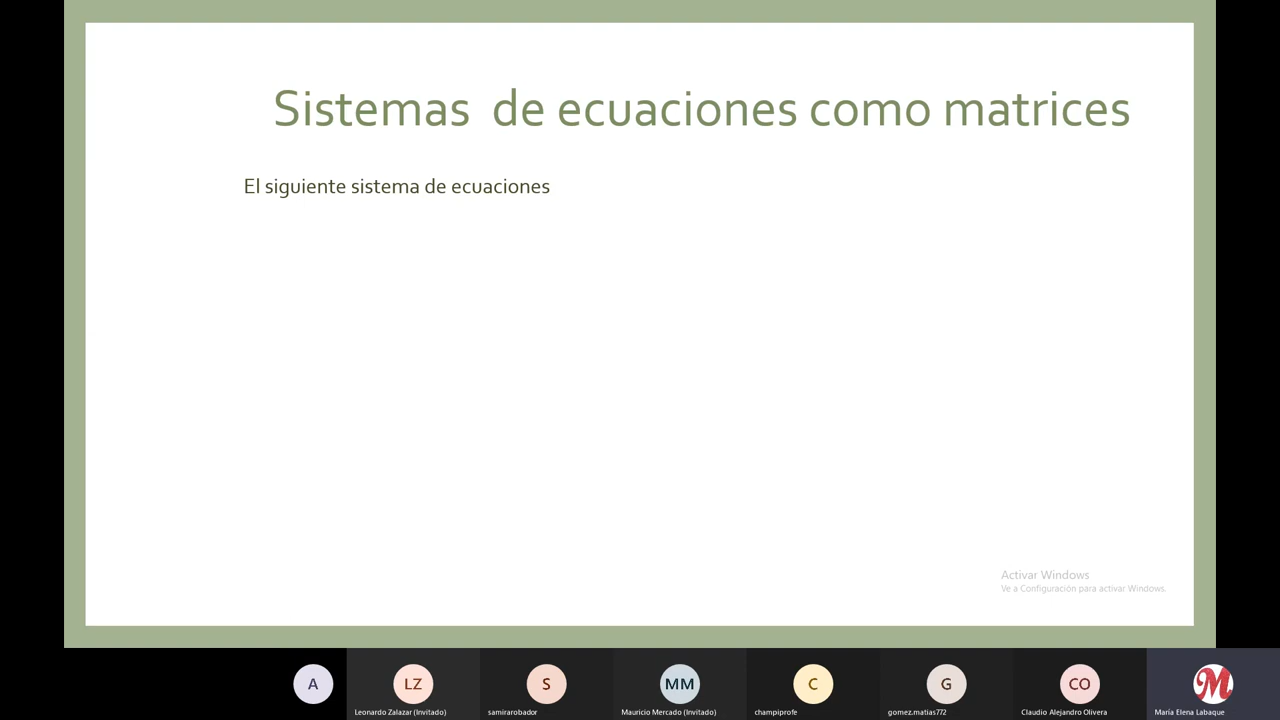 Sistemas de ecuaciones como matrices
El siguiente sistema de ecuaciones
Activar Windows
Ve a Configuración para activar Windows.
A
LZ
S
MM
C
G
CO
M
Leonardo Zalazar (Invitado)
samirarobador
Mauricio Mercado (Invitado)
champiprofe
gomez.matias772
Claudio Alejandro Olivera
María Elena Labaque